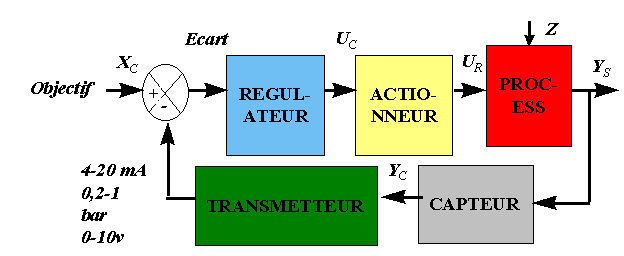 Z
Ecart
U_C
X_C
U_R
Y_S
Objectif
+
-
REGUL-
ATEUR
ACTIO-
NNEUR
PROC-
ESS
4-20 mA
0,2-1
bar
0-10v
Y_C
TRANSMETTEUR
CAPTEUR